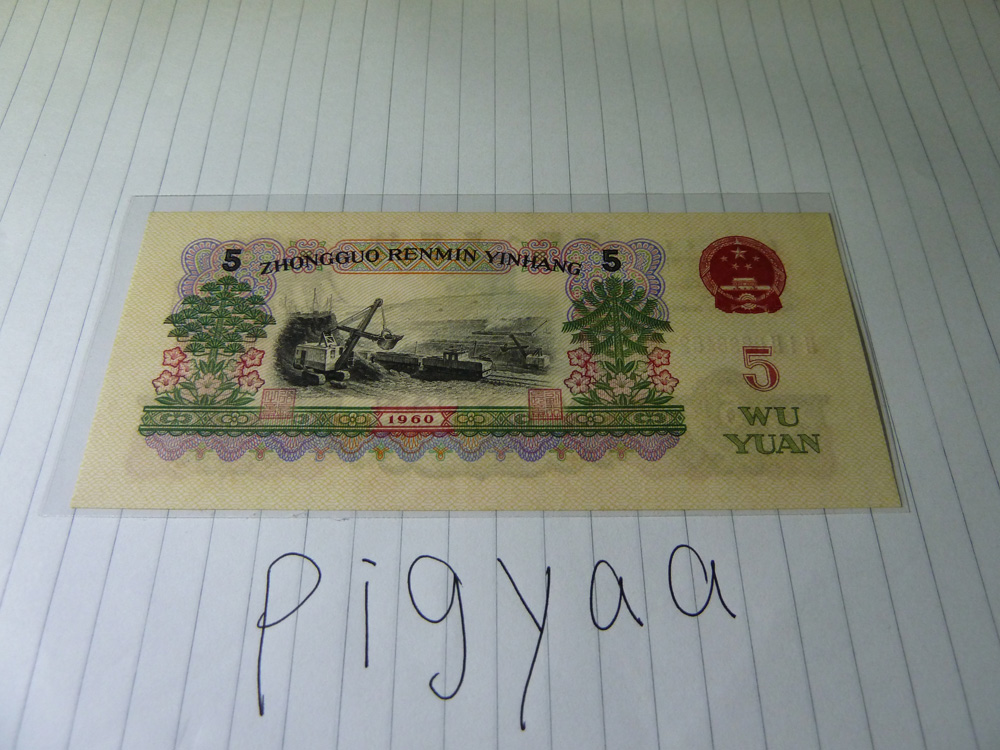 5 ZHONGGUO RENMIN YINHANG 5
1960
5
WU
YUAN
pigyaa